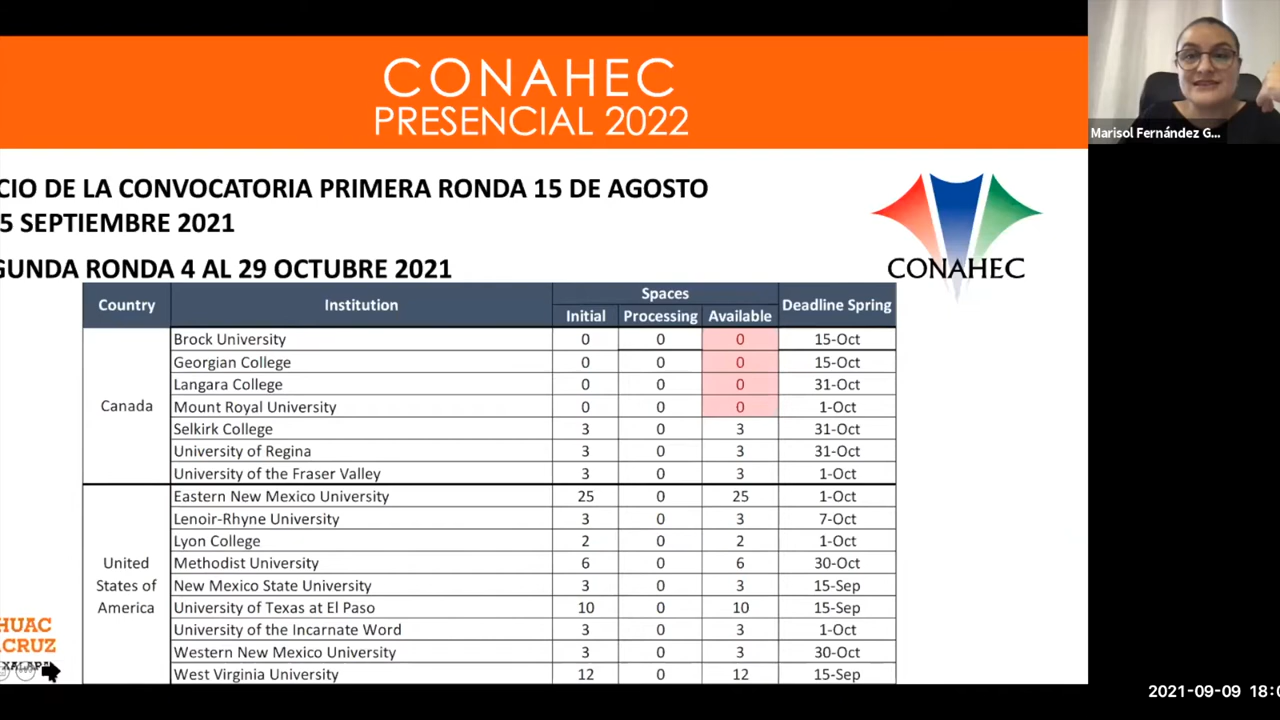 CONAHEC
PRESENCIAL 2022
Marisol Fernández G...
CIO DE LA CONVOCATORIA PRIMERA RONDA 15 DE AGOSTO
5 SEPTIEMBRE 2021
GUNDA RONDA 4 AL 29 OCTUBRE 2021
CONAHEC
Country Institution Spaces Deadline Spring
Initial Processing Available
Canada
Brock University 0 0 0 15-Oct
Georgian College 0 0 0 15-Oct
Langara College 0 0 0 31-Oct
Mount Royal University 0 0 0 1-Oct
Selkirk College 3 0 3 31-Oct
University of Regina 3 0 3 31-Oct
University of the Fraser Valley 3 0 3 1-Oct
United
States of
America
Eastern New Mexico University 25 0 25 1-Oct
Lenoir-Rhyne University 3 0 3 7-Oct
Lyon College 2 0 2 1-Oct
Methodist University 6 0 6 30-Oct
New Mexico State University 3 0 3 15-Sep
University of Texas at El Paso 10 0 10 15-Sep
University of the Incarnate Word 3 0 3 1-Oct
Western New Mexico University 3 0 3 30-Oct
West Virginia University 12 0 12 15-Sep
HUAC
CRUZ
XALAPA
2021-09-09 18:0